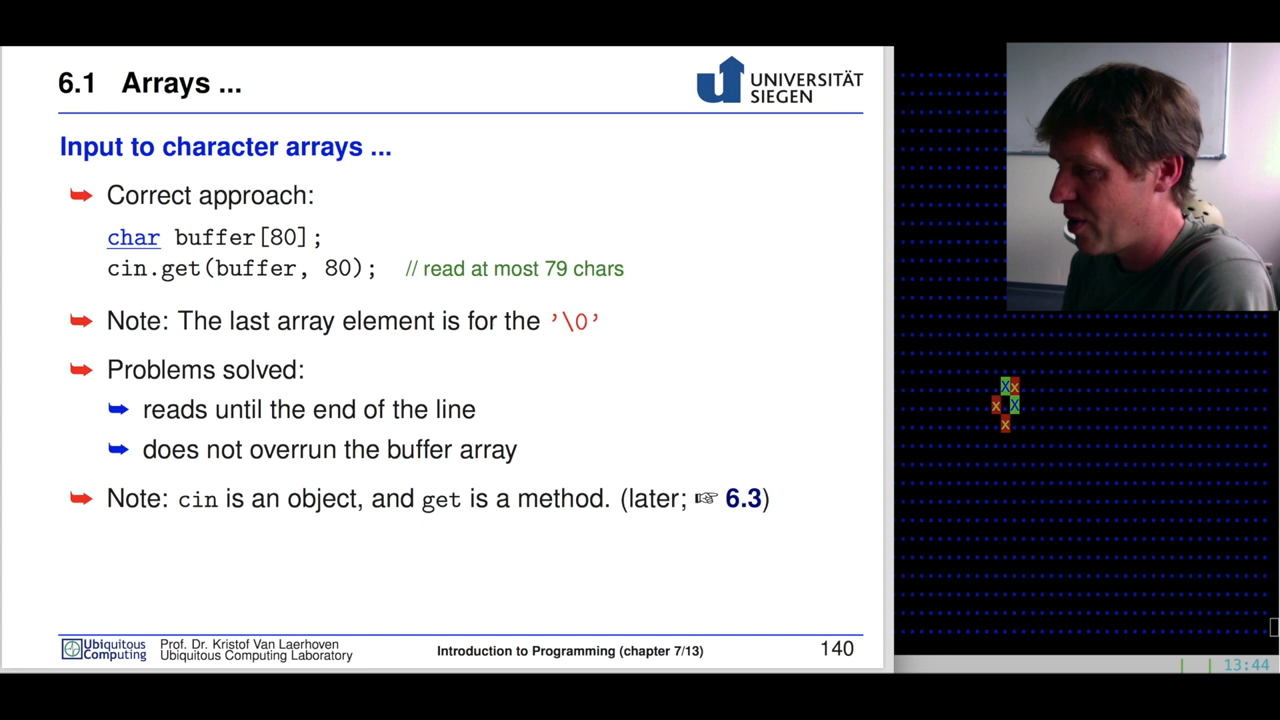 6.1 Arrays ...
UNIVERSITÄT
SIEGEN
Input to character arrays ...
Correct approach:
char buffer[80];
cin.get(buffer, 80); // read at most 79 chars
Note: The last array element is for the '\0'
Problems solved:
reads until the end of the line
does not overrun the buffer array
Note: cin is an object, and get is a method. (later; ☞ 6.3)
X x
x X
x
Ubiquitous
Computing
Prof. Dr. Kristof Van Laerhoven
Ubiquitous Computing Laboratory
Introduction to Programming (chapter 7/13)
140
13:44